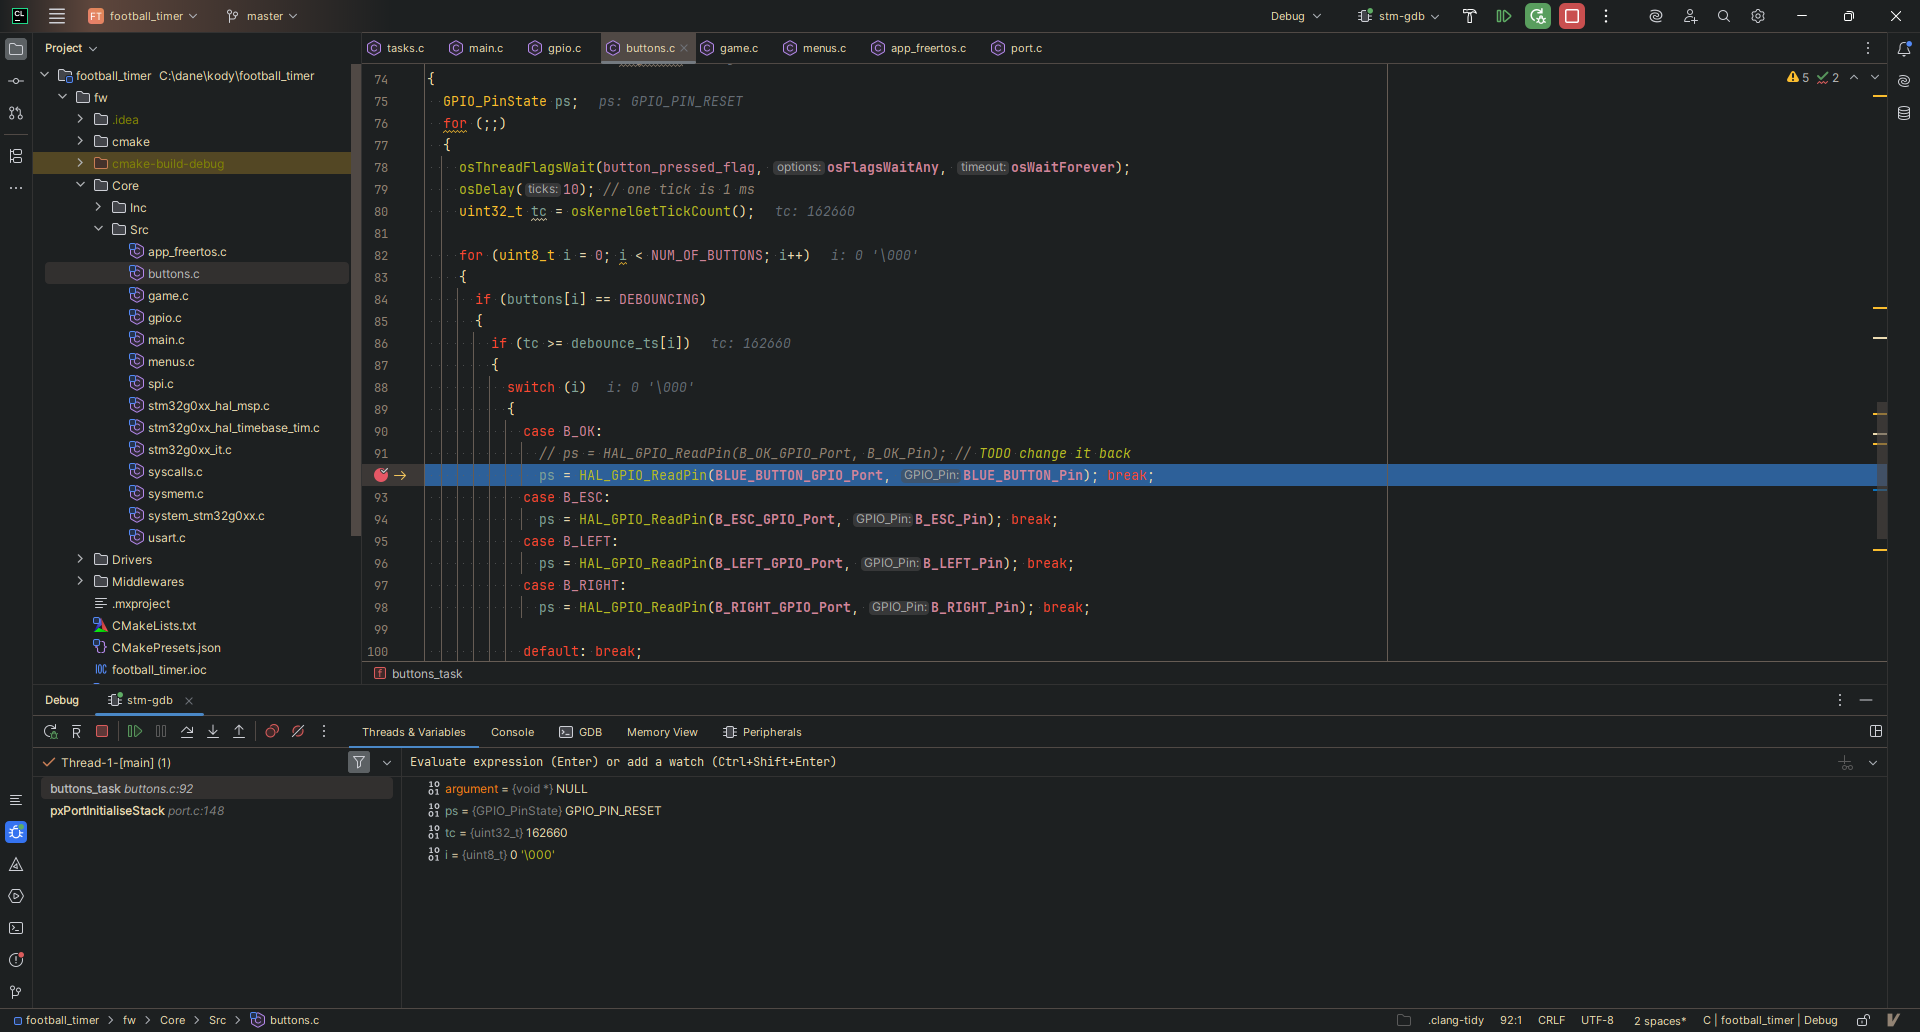 CL FT football_timer master Debug stm-gdb
Project
tasks.c main.c gpio.c buttons.c game.c menus.c app_freertos.c port.c
football_timer C:\dane\kody\football_timer
fw
.idea
cmake
cmake-build-debug
Core
Inc
Src
app_freertos.c
buttons.c
game.c
gpio.c
main.c
menus.c
spi.c
stm32g0xx_hal_msp.c
stm32g0xx_hal_timebase_tim.c
stm32g0xx_it.c
syscalls.c
sysmem.c
system_stm32g0xx.c
usart.c
Drivers
Middlewares
.mxproject
CMakeLists.txt
CMakePresets.json
IOC football_timer.ioc
5 2
74 {
75 GPIO_PinState ps; ps: GPIO_PIN_RESET
76 for (;;)
77 {
78 osThreadFlagsWait(button_pressed_flag, options: osFlagsWaitAny, timeout: osWaitForever);
79 osDelay( ticks: 10); // one tick is 1 ms
80 uint32_t tc = osKernelGetTickCount(); tc: 162660
81
82 for (uint8_t i = 0; i < NUM_OF_BUTTONS; i++) i: 0 '\000'
83 {
84 if (buttons[i] == DEBOUNCING)
85 {
86 if (tc >= debounce_ts[i]) tc: 162660
87 {
88 switch (i) i: 0 '\000'
89 {
90 case B_OK:
91 // ps = HAL_GPIO_ReadPin(B_OK_GPIO_Port, B_OK_Pin); // TODO change it back
ps = HAL_GPIO_ReadPin(BLUE_BUTTON_GPIO_Port, GPIO_Pin: BLUE_BUTTON_Pin); break;
93 case B_ESC:
94 ps = HAL_GPIO_ReadPin(B_ESC_GPIO_Port, GPIO_Pin: B_ESC_Pin); break;
95 case B_LEFT:
96 ps = HAL_GPIO_ReadPin(B_LEFT_GPIO_Port, GPIO_Pin: B_LEFT_Pin); break;
97 case B_RIGHT:
98 ps = HAL_GPIO_ReadPin(B_RIGHT_GPIO_Port, GPIO_Pin: B_RIGHT_Pin); break;
99
100 default: break;
f buttons_task
Debug stm-gdb
Threads & Variables Console GDB Memory View Peripherals
Thread-1-[main] (1)
buttons_task buttons.c:92
pxPortInitialiseStack port.c:148
Evaluate expression (Enter) or add a watch (Ctrl+Shift+Enter)
argument = {void *} NULL
ps = {GPIO_PinState} GPIO_PIN_RESET
tc = {uint32_t} 162660
i = {uint8_t} 0 '\000'
football_timer > fw > Core > Src > buttons.c
.clang-tidy 92:1 CRLF UTF-8 2 spaces* C | football_timer | Debug